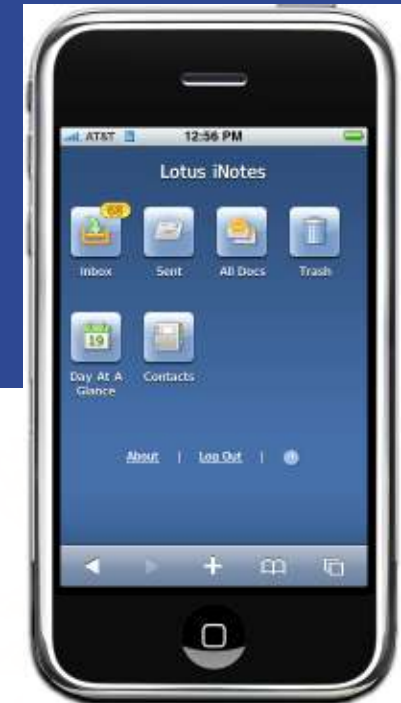 AT&T 12:56 PM
Lotus iNotes
68
Inbox Sent All Docs Trash
19
Day At A Glance Contacts
About | Log Out |